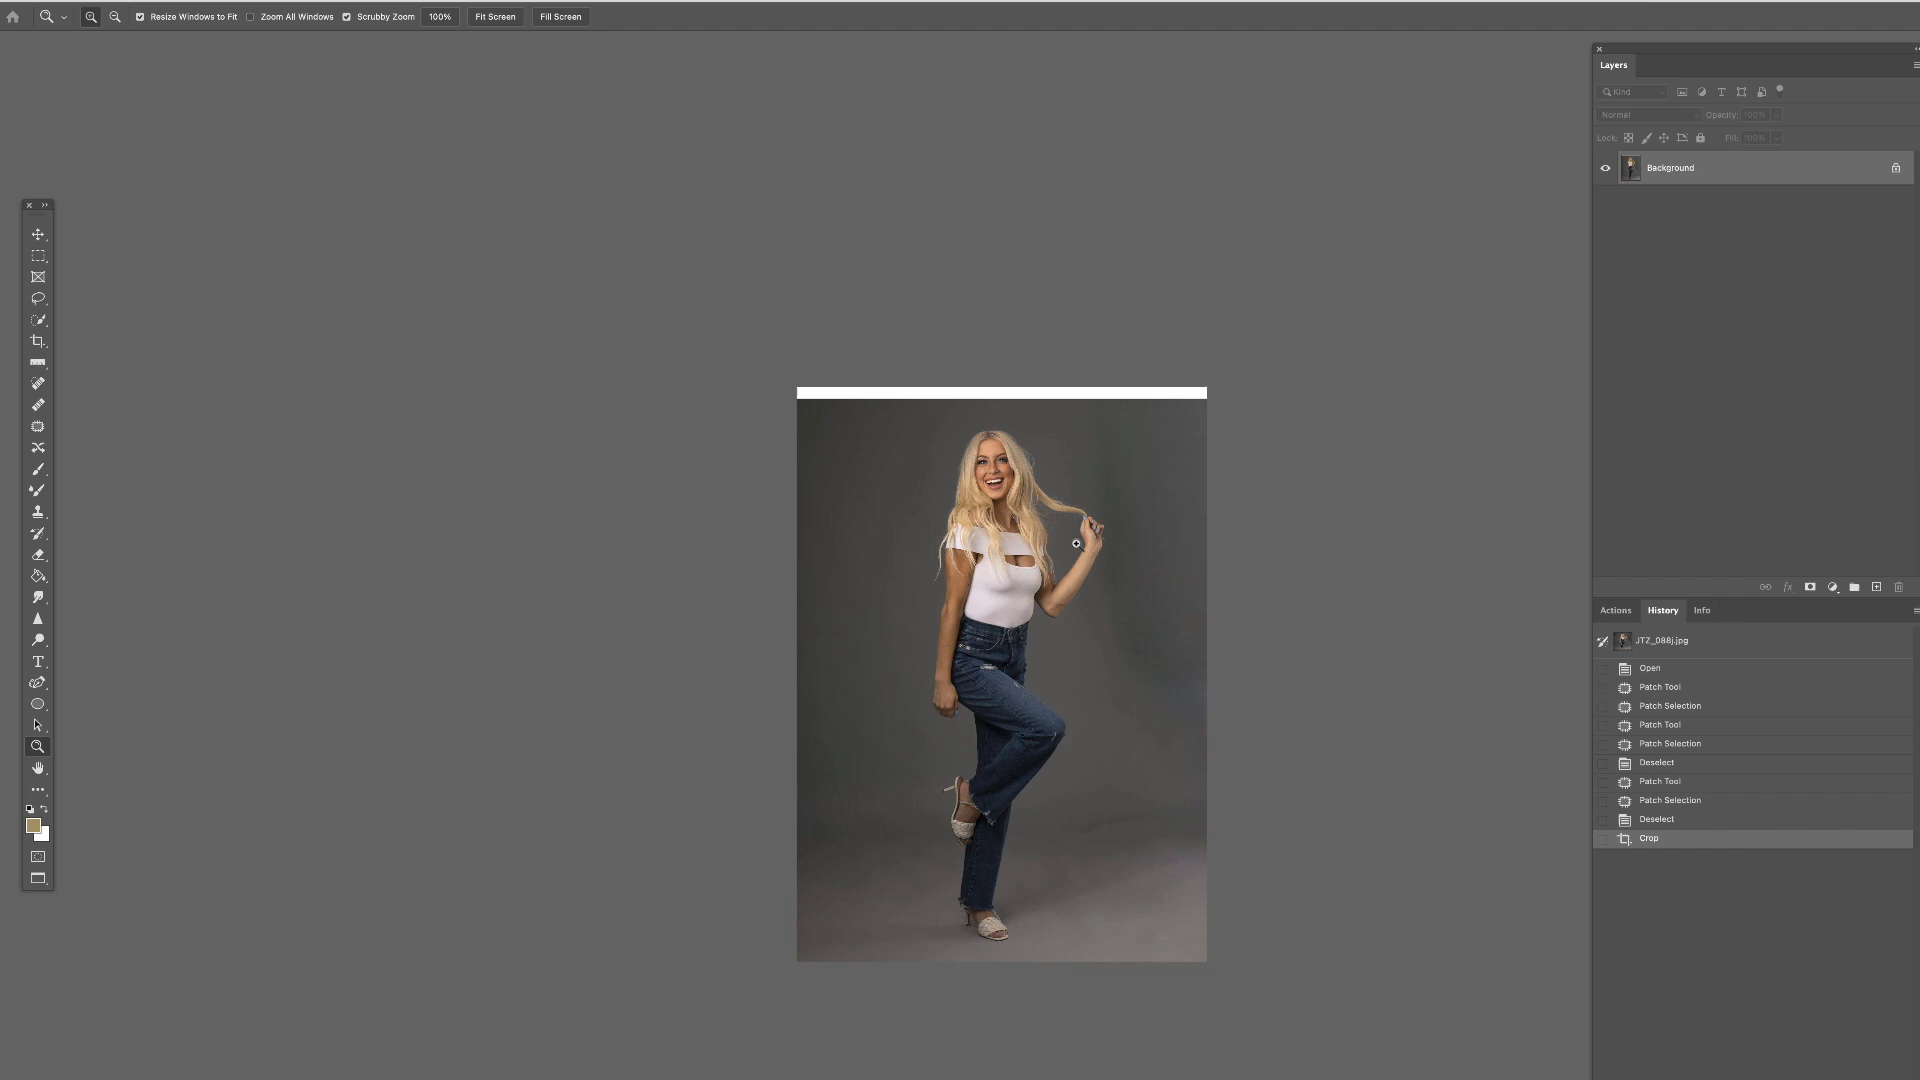 Resize Windows to Fit Zoom All Windows Scrubby Zoom 100% Fit Screen Fill Screen
Layers
Kind
Normal Opacity: 100%
Lock: Fill: 100%
Background
fx
Actions History Info
JTZ_088j.jpg
Open
Patch Tool
Patch Selection
Patch Tool
Patch Selection
Deselect
Patch Tool
Patch Selection
Deselect
Crop